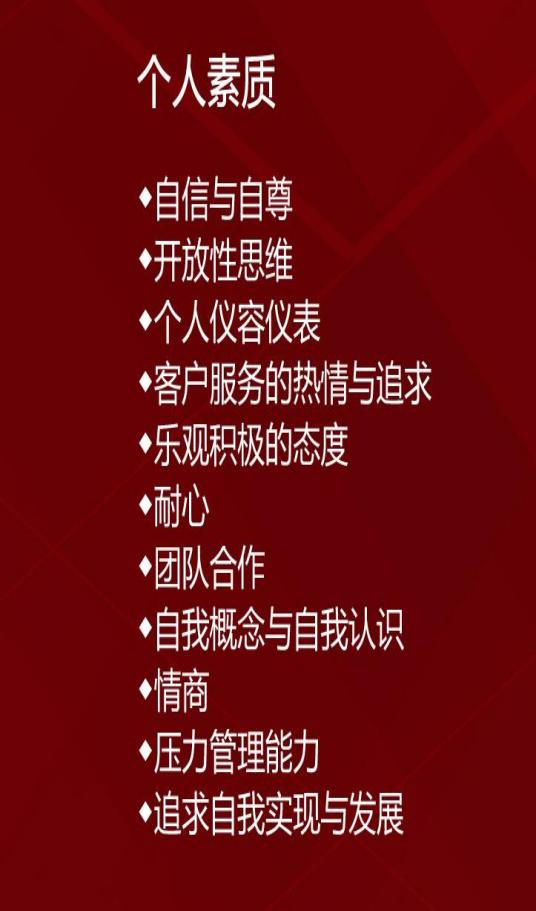 个人素质
◆自信与自尊
◆开放性思维
◆个人仪容仪表
◆客户服务的热情与追求
◆乐观积极的态度
◆耐心
◆团队合作
◆自我概念与自我认识
◆情商
◆压力管理能力
◆追求自我实现与发展